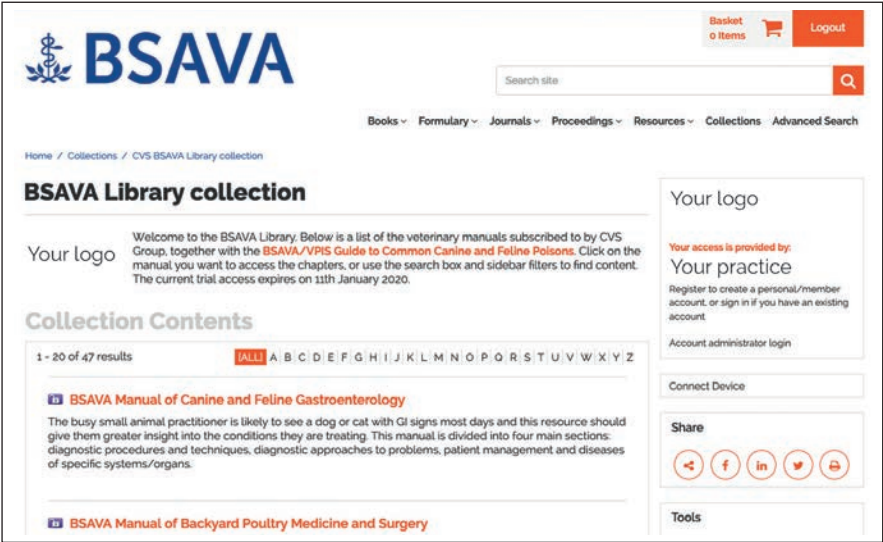 BSAVA
Basket
0 Items
Logout
Search site
Books Formulary Journals Proceedings Resources Collections Advanced Search
Home / Collections / CVS BSAVA Library collection
BSAVA Library collection
Your logo
Welcome to the BSAVA Library. Below is a list of the veterinary manuals subscribed to by CVS
Group, together with the BSAVA/VPIS Guide to Common Canine and Feline Poisons. Click on the
manual you want to access the chapters, or use the search box and sidebar filters to find content.
The current trial access expires on 11th January 2020.
Collection Contents
1 - 20 of 47 results
[ALL] A B C D E F G H I J K L M N O P Q R S T U V W X Y Z
BSAVA Manual of Canine and Feline Gastroenterology
The busy small animal practitioner is likely to see a dog or cat with GI signs most days and this resource should
give them greater insight into the conditions they are treating. This manual is divided into four main sections:
diagnostic procedures and techniques, diagnostic approaches to problems, patient management and diseases
of specific systems/organs.
BSAVA Manual of Backyard Poultry Medicine and Surgery
Your logo
Your access is provided by:
Your practice
Register to create a personal/member
account, or sign in if you have an existing
account
Account administrator login
Connect Device
Share
Tools